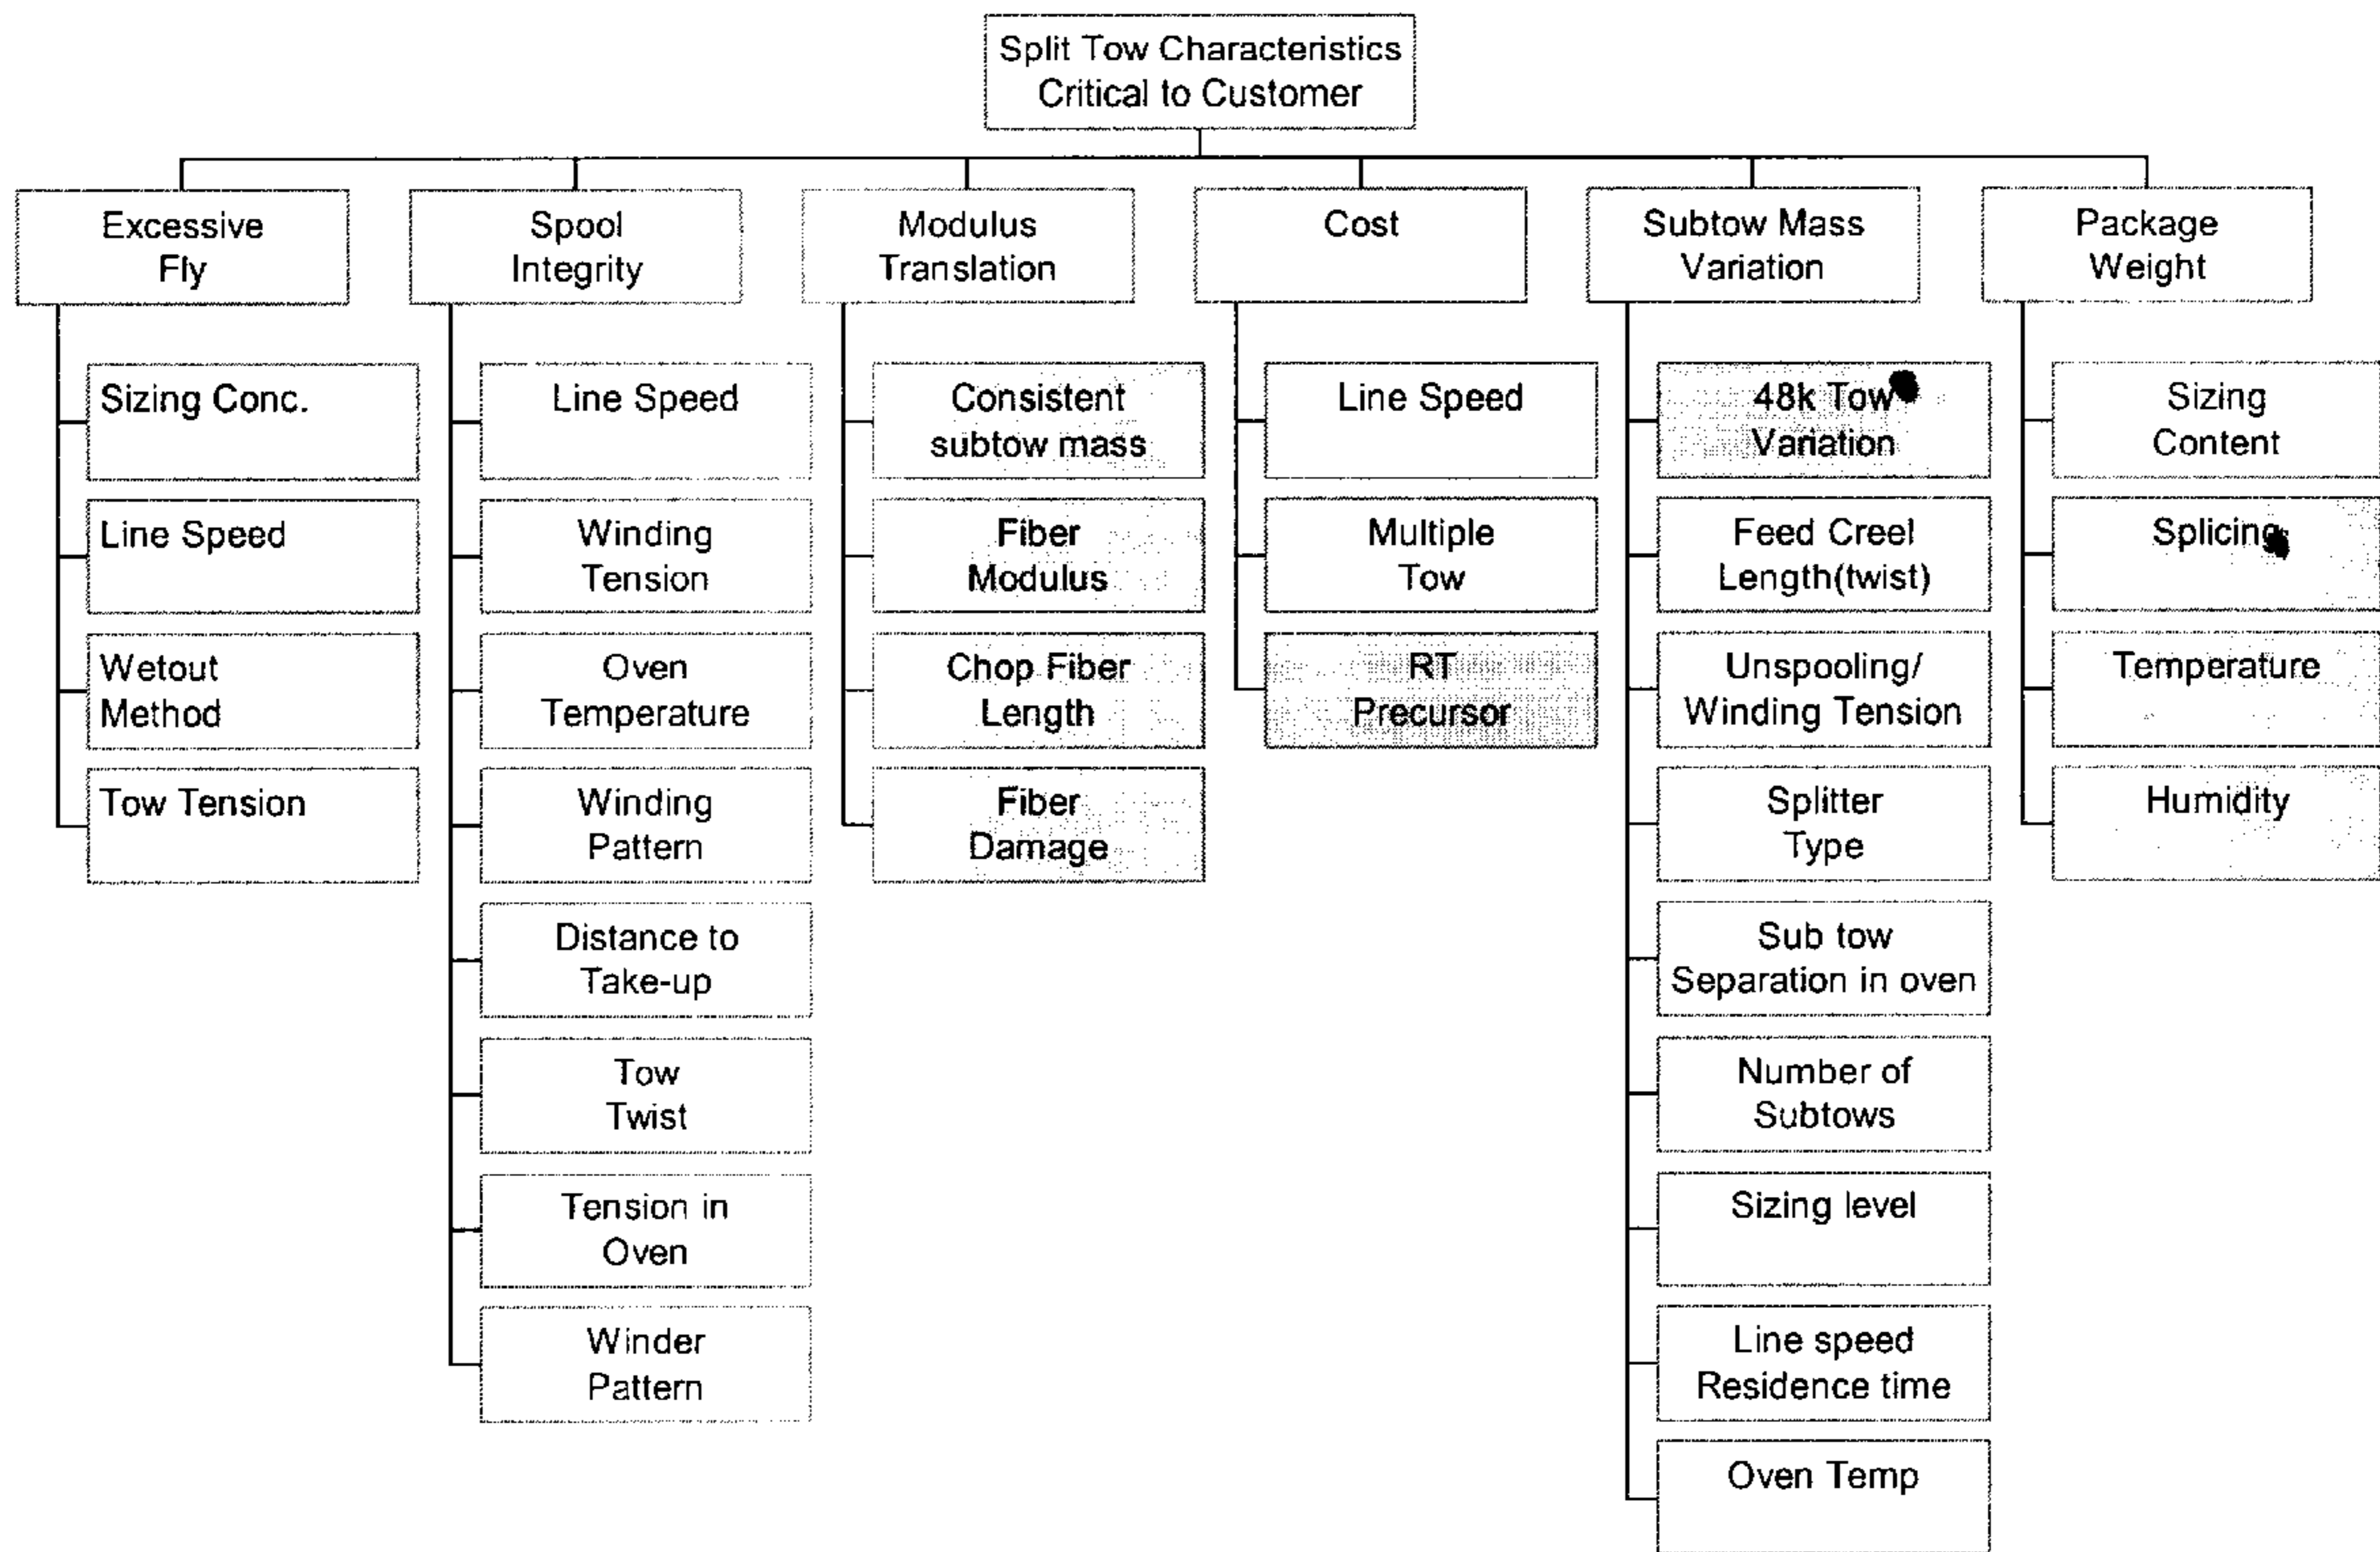 Split Tow Characteristics
Critical to Customer
Excessive
Fly
Sizing Conc.
Line Speed
Wetout
Method
Tow Tension
Spool
Integrity
Line Speed
Winding
Tension
Oven
Temperature
Winding
Pattern
Distance to
Take-up
Tow
Twist
Tension in
Oven
Winder
Pattern
Modulus
Translation
Consistent
subtow mass
Fiber
Modulus
Chop Fiber
Length
Fiber
Damage
Cost
Line Speed
Multiple
Tow
RT
Precursor
Subtow Mass
Variation
48k Tow
Variation
Feed Creel
Length(twist)
Unspooling/
Winding Tension
Splitter
Type
Sub tow
Separation in oven
Number of
Subtows
Sizing level
Line speed
Residence time
Oven Temp
Package
Weight
Sizing
Content
Splicing
Temperature
Humidity